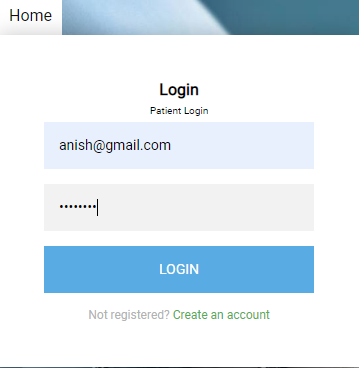 Home
Login
Patient Login
anish@gmail.com
••••••••
LOGIN
Not registered? Create an account